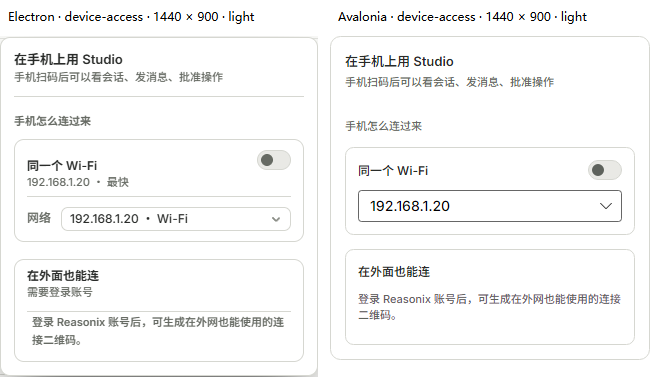 Electron · device-access · 1440 × 900 · light
在手机上用 Studio
手机扫码后可以看会话、发消息、批准操作
手机怎么连过来
同一个 Wi-Fi
192.168.1.20 · 最快
网络 192.168.1.20 · Wi-Fi
在外面也能连
需要登录账号
登录 Reasonix 账号后，可生成在外网也能使用的连
接二维码。
Avalonia · device-access · 1440 × 900 · light
在手机上用 Studio
手机扫码后可以看会话、发消息、批准操作
手机怎么连过来
同一个 Wi-Fi
192.168.1.20
在外面也能连
登录 Reasonix 账号后，可生成在外网也能使用的连接
二维码。